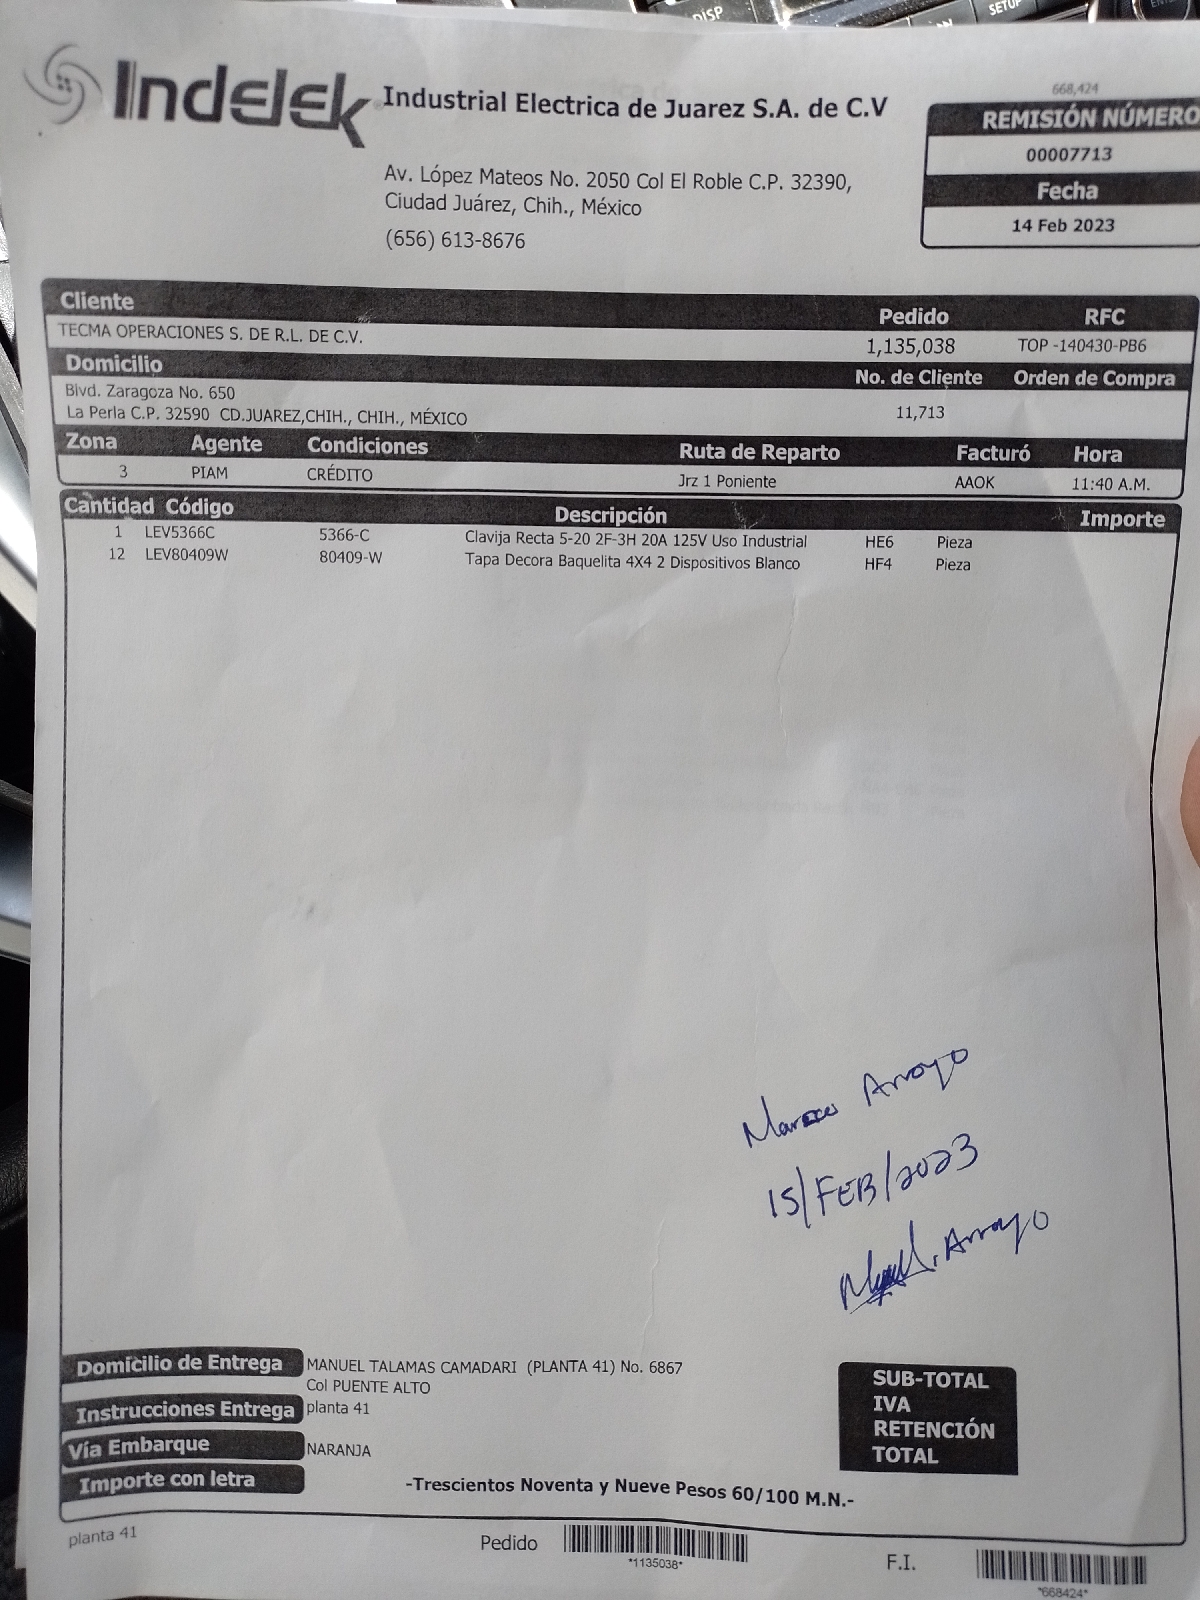 DISP
SETUP
Indelek
Industrial Electrica de Juarez S.A. de C.V
668,424
REMISIÓN NÚMERO
00007713
Av. López Mateos No. 2050 Col El Roble C.P. 32390,
Fecha
Ciudad Juárez, Chih., México
14 Feb 2023
(656) 613-8676
Cliente Pedido RFC
TECMA OPERACIONES S. DE R.L. DE C.V. 1,135,038 TOP -140430-PB6
Domicilio No. de Cliente Orden de Compra
Blvd. Zaragoza No. 650
La Perla C.P. 32590 CD.JUAREZ,CHIH., CHIH., MÉXICO 11,713
Zona Agente Condiciones Ruta de Reparto Facturó Hora
3 PIAM CRÉDITO Jrz 1 Poniente AAOK 11:40 A.M.
Cantidad Código Descripción Importe
1 LEV5366C 5366-C Clavija Recta 5-20 2F-3H 20A 125V Uso Industrial HE6 Pieza
12 LEV80409W 80409-W Tapa Decora Baquelita 4X4 2 Dispositivos Blanco HF4 Pieza
Arroyo
15/FEB/2023
Arroyo
Domicilio de Entrega MANUEL TALAMAS CAMADARI (PLANTA 41) No. 6867
Col PUENTE ALTO
Instrucciones Entrega planta 41
Vía Embarque NARANJA
Importe con letra -Trescientos Noventa y Nueve Pesos 60/100 M.N.-
SUB-TOTAL
IVA
RETENCIÓN
TOTAL
planta 41
Pedido
*1135038*
F.I.
*668424*